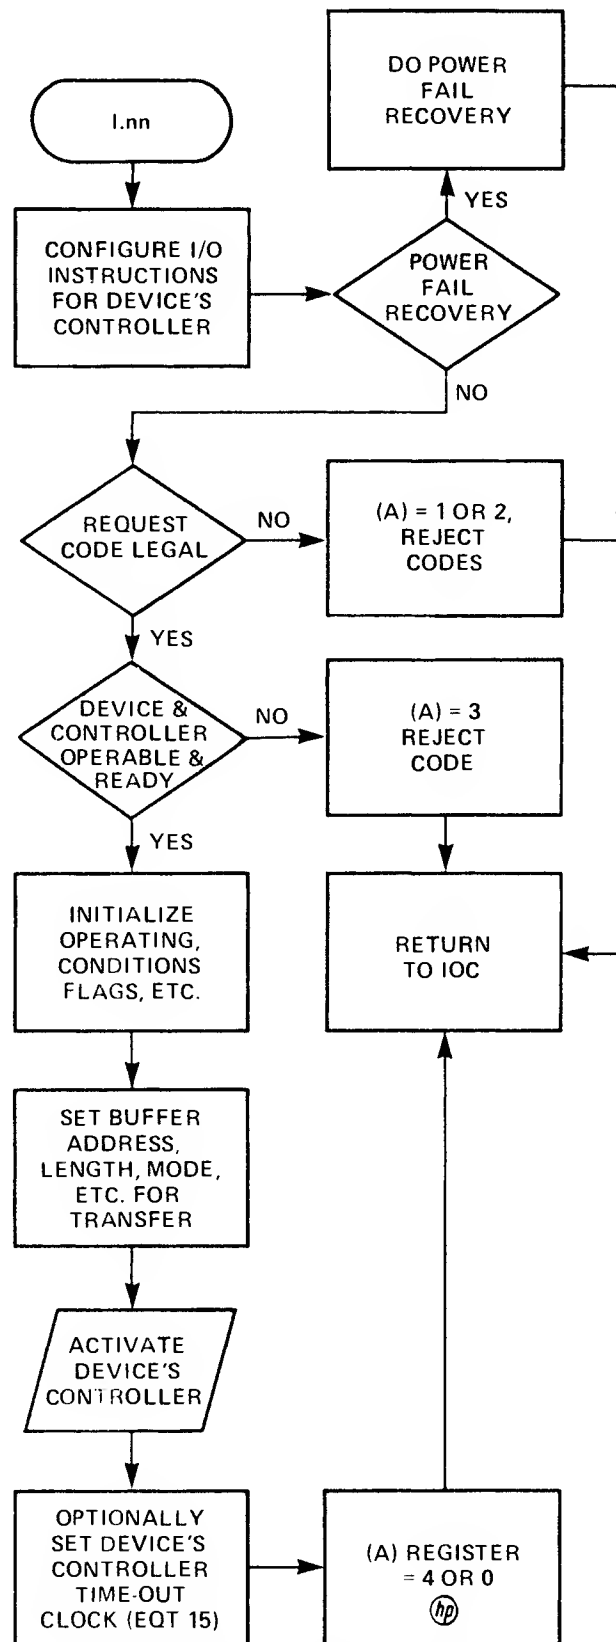 DO POWER
FAIL
RECOVERY
I.nn
YES
CONFIGURE I/O
INSTRUCTIONS
FOR DEVICE'S
CONTROLLER
POWER
FAIL
RECOVERY
NO
REQUEST
CODE LEGAL
NO
(A) = 1 OR 2,
REJECT
CODES
YES
DEVICE &
CONTROLLER
OPERABLE &
READY
NO
(A) = 3
REJECT
CODE
YES
INITIALIZE
OPERATING,
CONDITIONS
FLAGS, ETC.
RETURN
TO IOC
SET BUFFER
ADDRESS,
LENGTH, MODE,
ETC. FOR
TRANSFER
ACTIVATE
DEVICE'S
CONTROLLER
OPTIONALLY
SET DEVICE'S
CONTROLLER
TIME-OUT
CLOCK (EQT 15)
(A) REGISTER
= 4 OR 0
hp